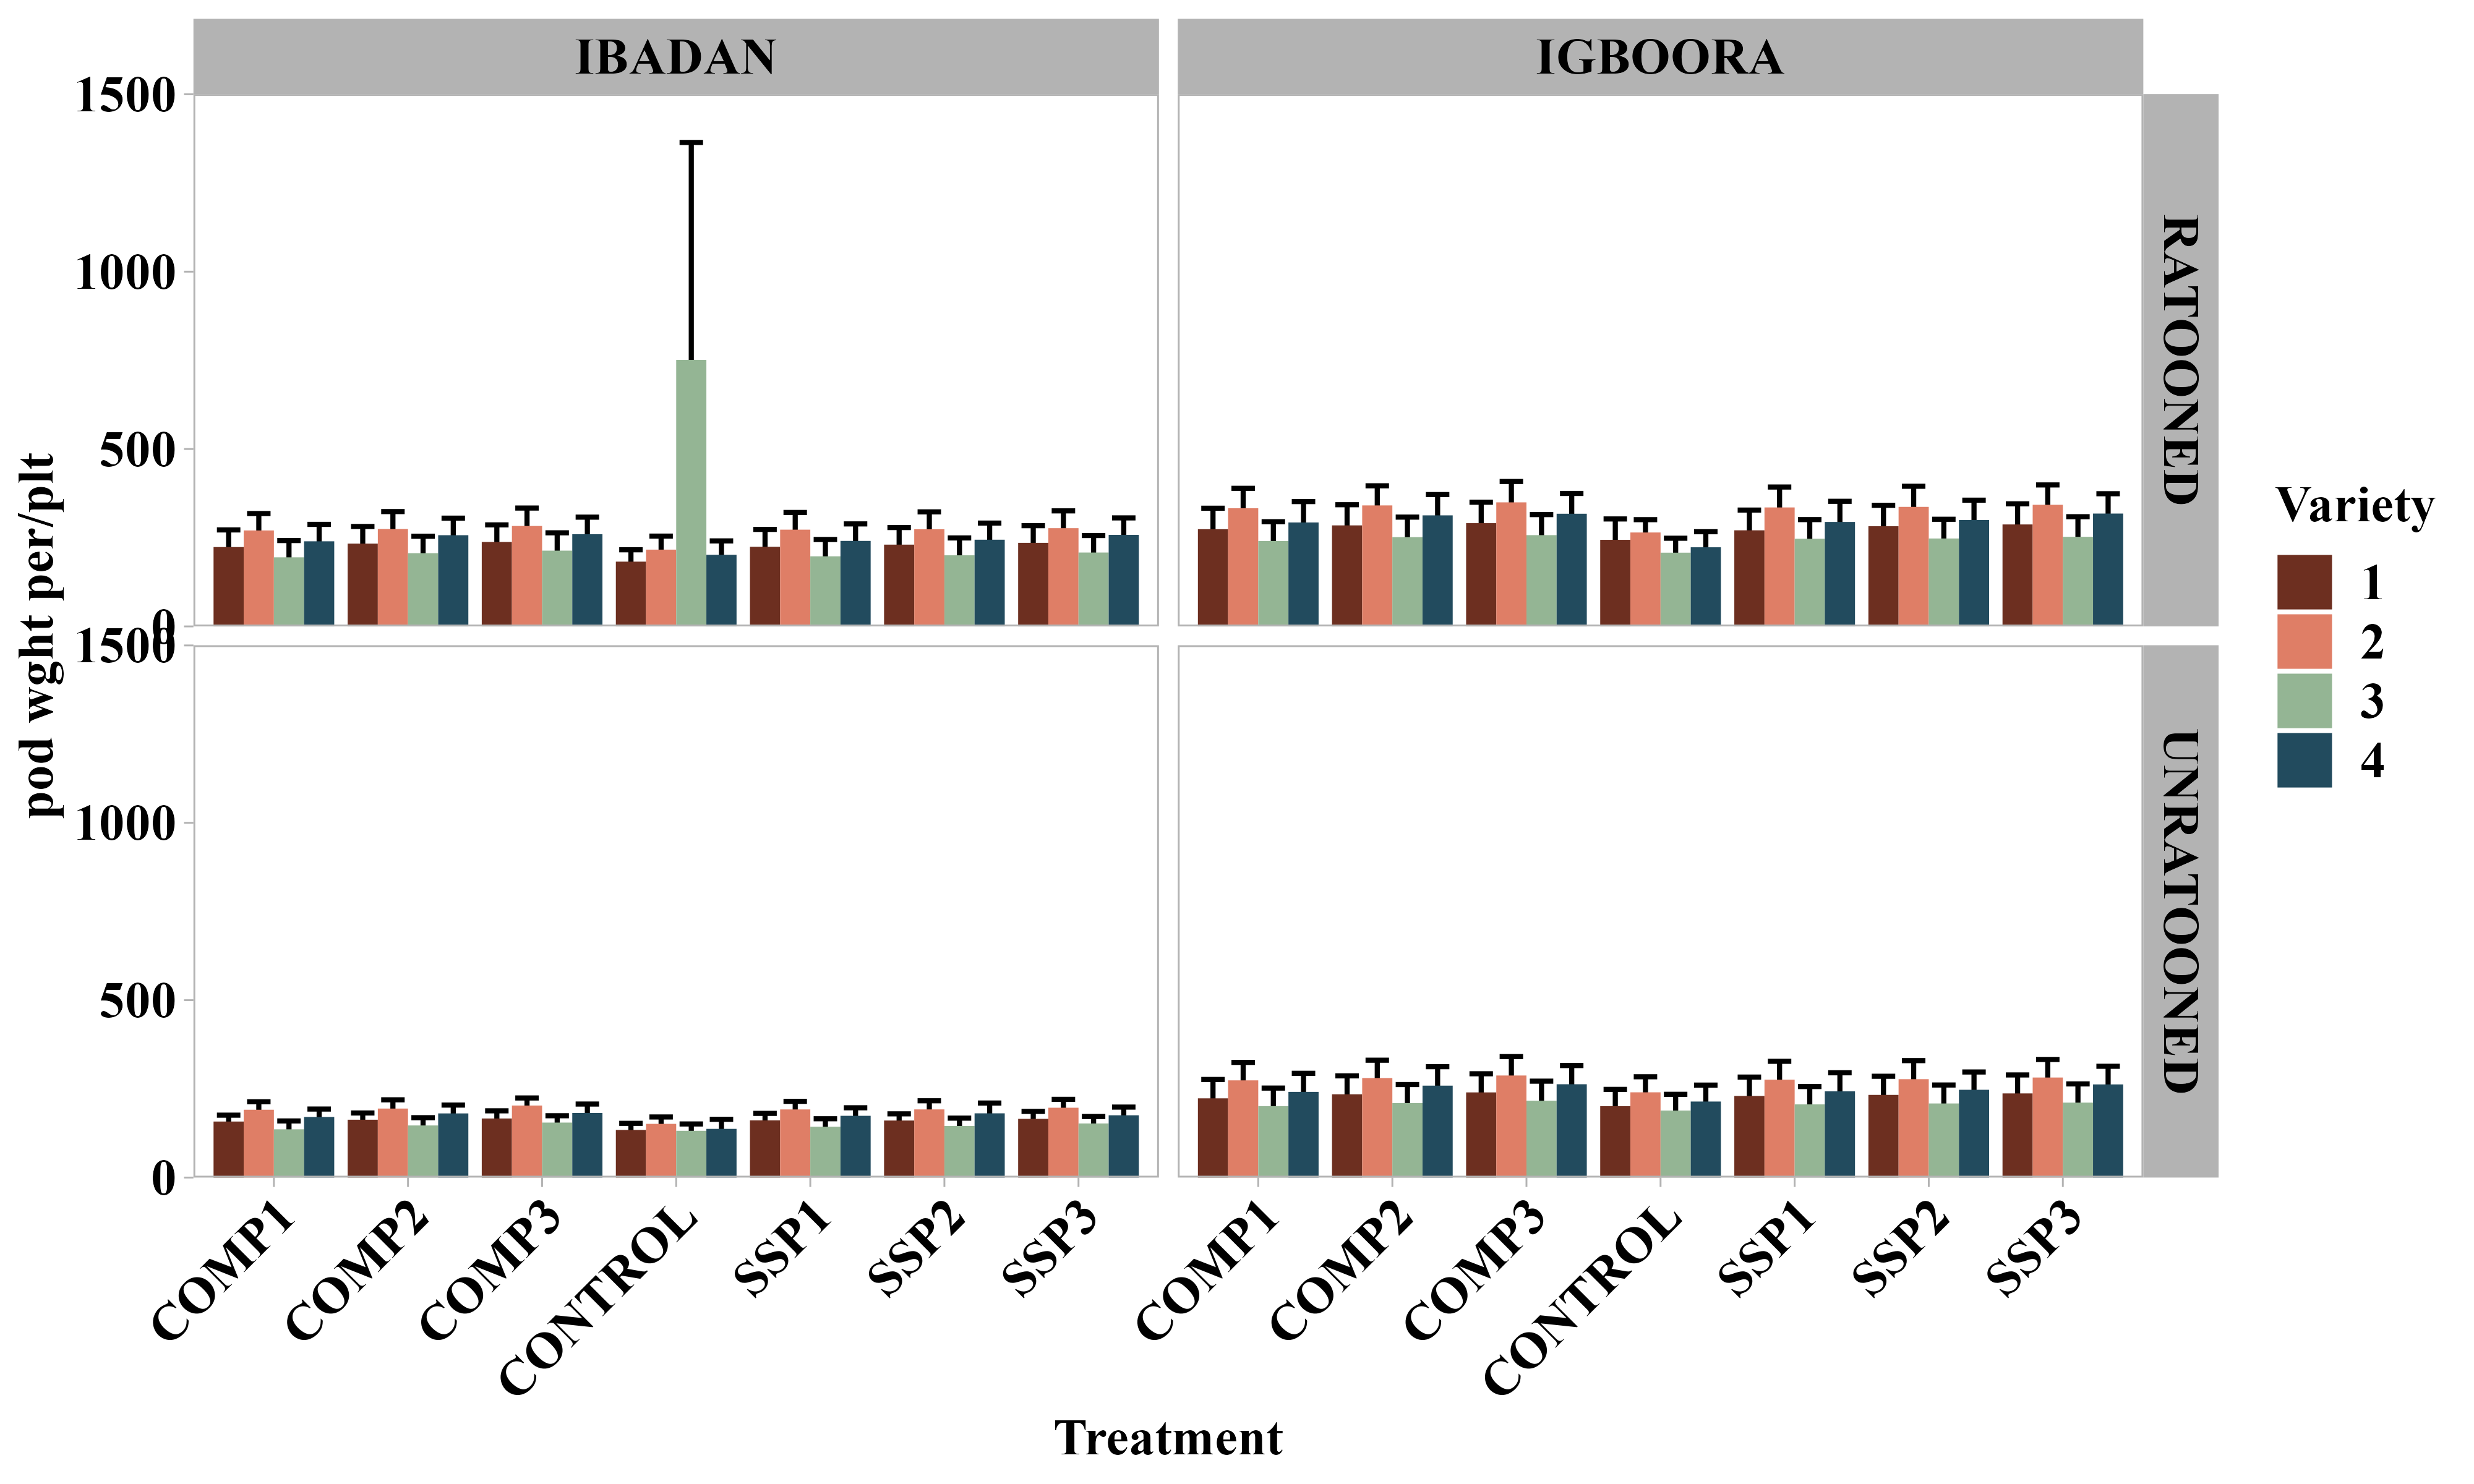 IBADAN
IGBOORA
1500
1000
500
0
RATOONED
1500
1000
500
0
UNRATOONED
pod wght per/plt
COMP1
COMP2
COMP3
CONTROL
SSP1
SSP2
SSP3
COMP1
COMP2
COMP3
CONTROL
SSP1
SSP2
SSP3
Treatment
Variety
1
2
3
4